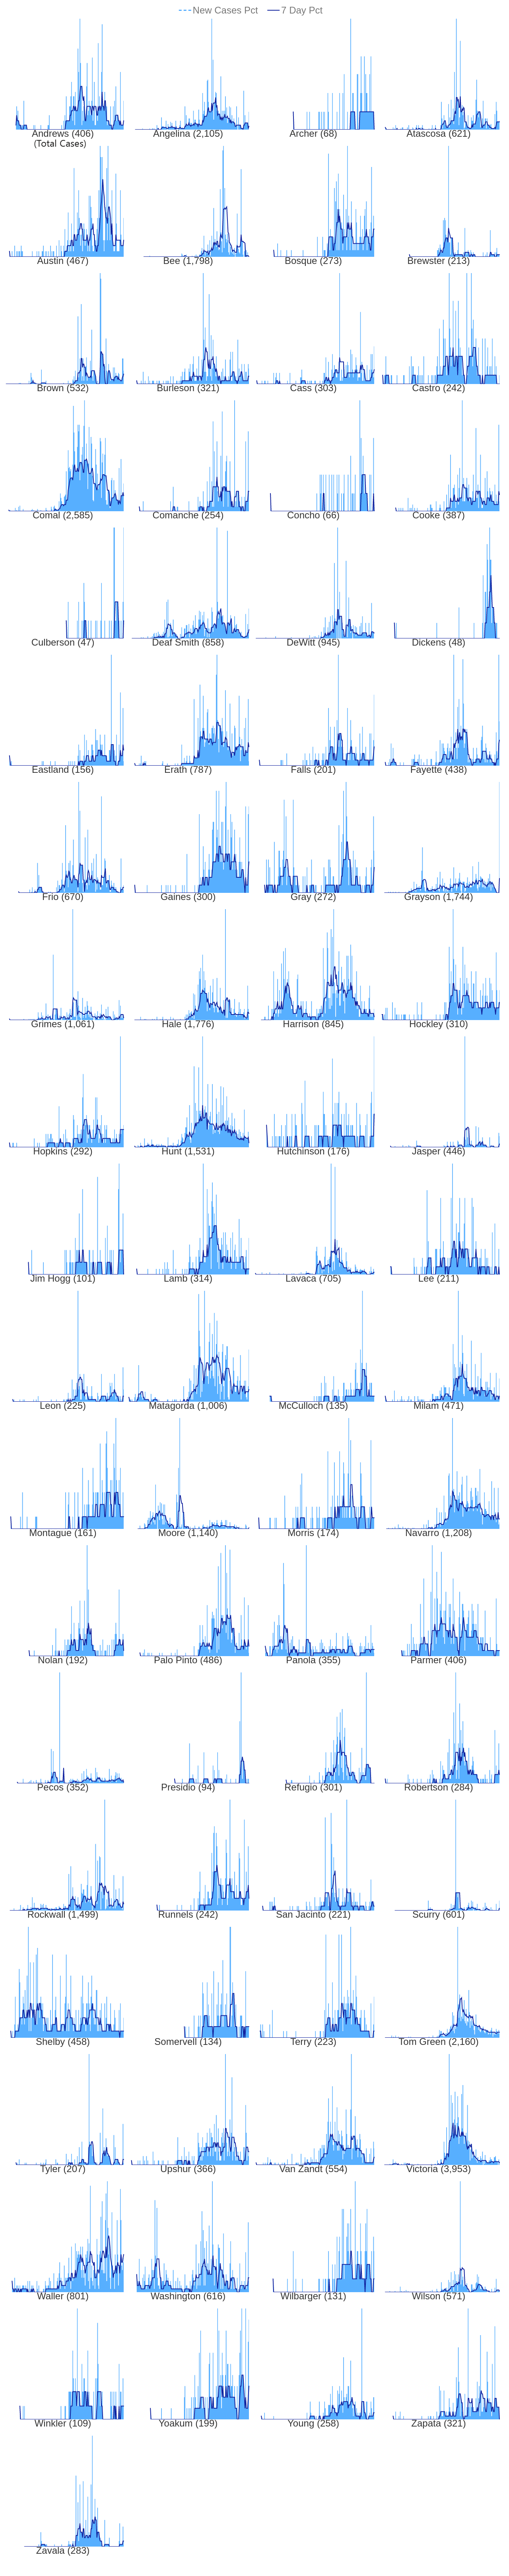 New Cases Pct 7 Day Pct
Andrews (406) Angelina (2,105) Archer (68) Atascosa (621)
(Total Cases)
Austin (467) Bee (1,798) Bosque (273) Brewster (213)
Brown (532) Burleson (321) Cass (303) Castro (242)
Comal (2,585) Comanche (254) Concho (66) Cooke (387)
Culberson (47) Deaf Smith (858) DeWitt (945) Dickens (48)
Eastland (156) Erath (787) Falls (201) Fayette (438)
Frio (670) Gaines (300) Gray (272) Grayson (1,744)
Grimes (1,061) Hale (1,776) Harrison (845) Hockley (310)
Hopkins (292) Hunt (1,531) Hutchinson (176) Jasper (446)
Jim Hogg (101) Lamb (314) Lavaca (705) Lee (211)
Leon (225) Matagorda (1,006) McCulloch (135) Milam (471)
Montague (161) Moore (1,140) Morris (174) Navarro (1,208)
Nolan (192) Palo Pinto (486) Panola (355) Parmer (406)
Pecos (352) Presidio (94) Refugio (301) Robertson (284)
Rockwall (1,499) Runnels (242) San Jacinto (221) Scurry (601)
Shelby (458) Somervell (134) Terry (223) Tom Green (2,160)
Tyler (207) Upshur (366) Van Zandt (554) Victoria (3,953)
Waller (801) Washington (616) Wilbarger (131) Wilson (571)
Winkler (109) Yoakum (199) Young (258) Zapata (321)
Zavala (283)